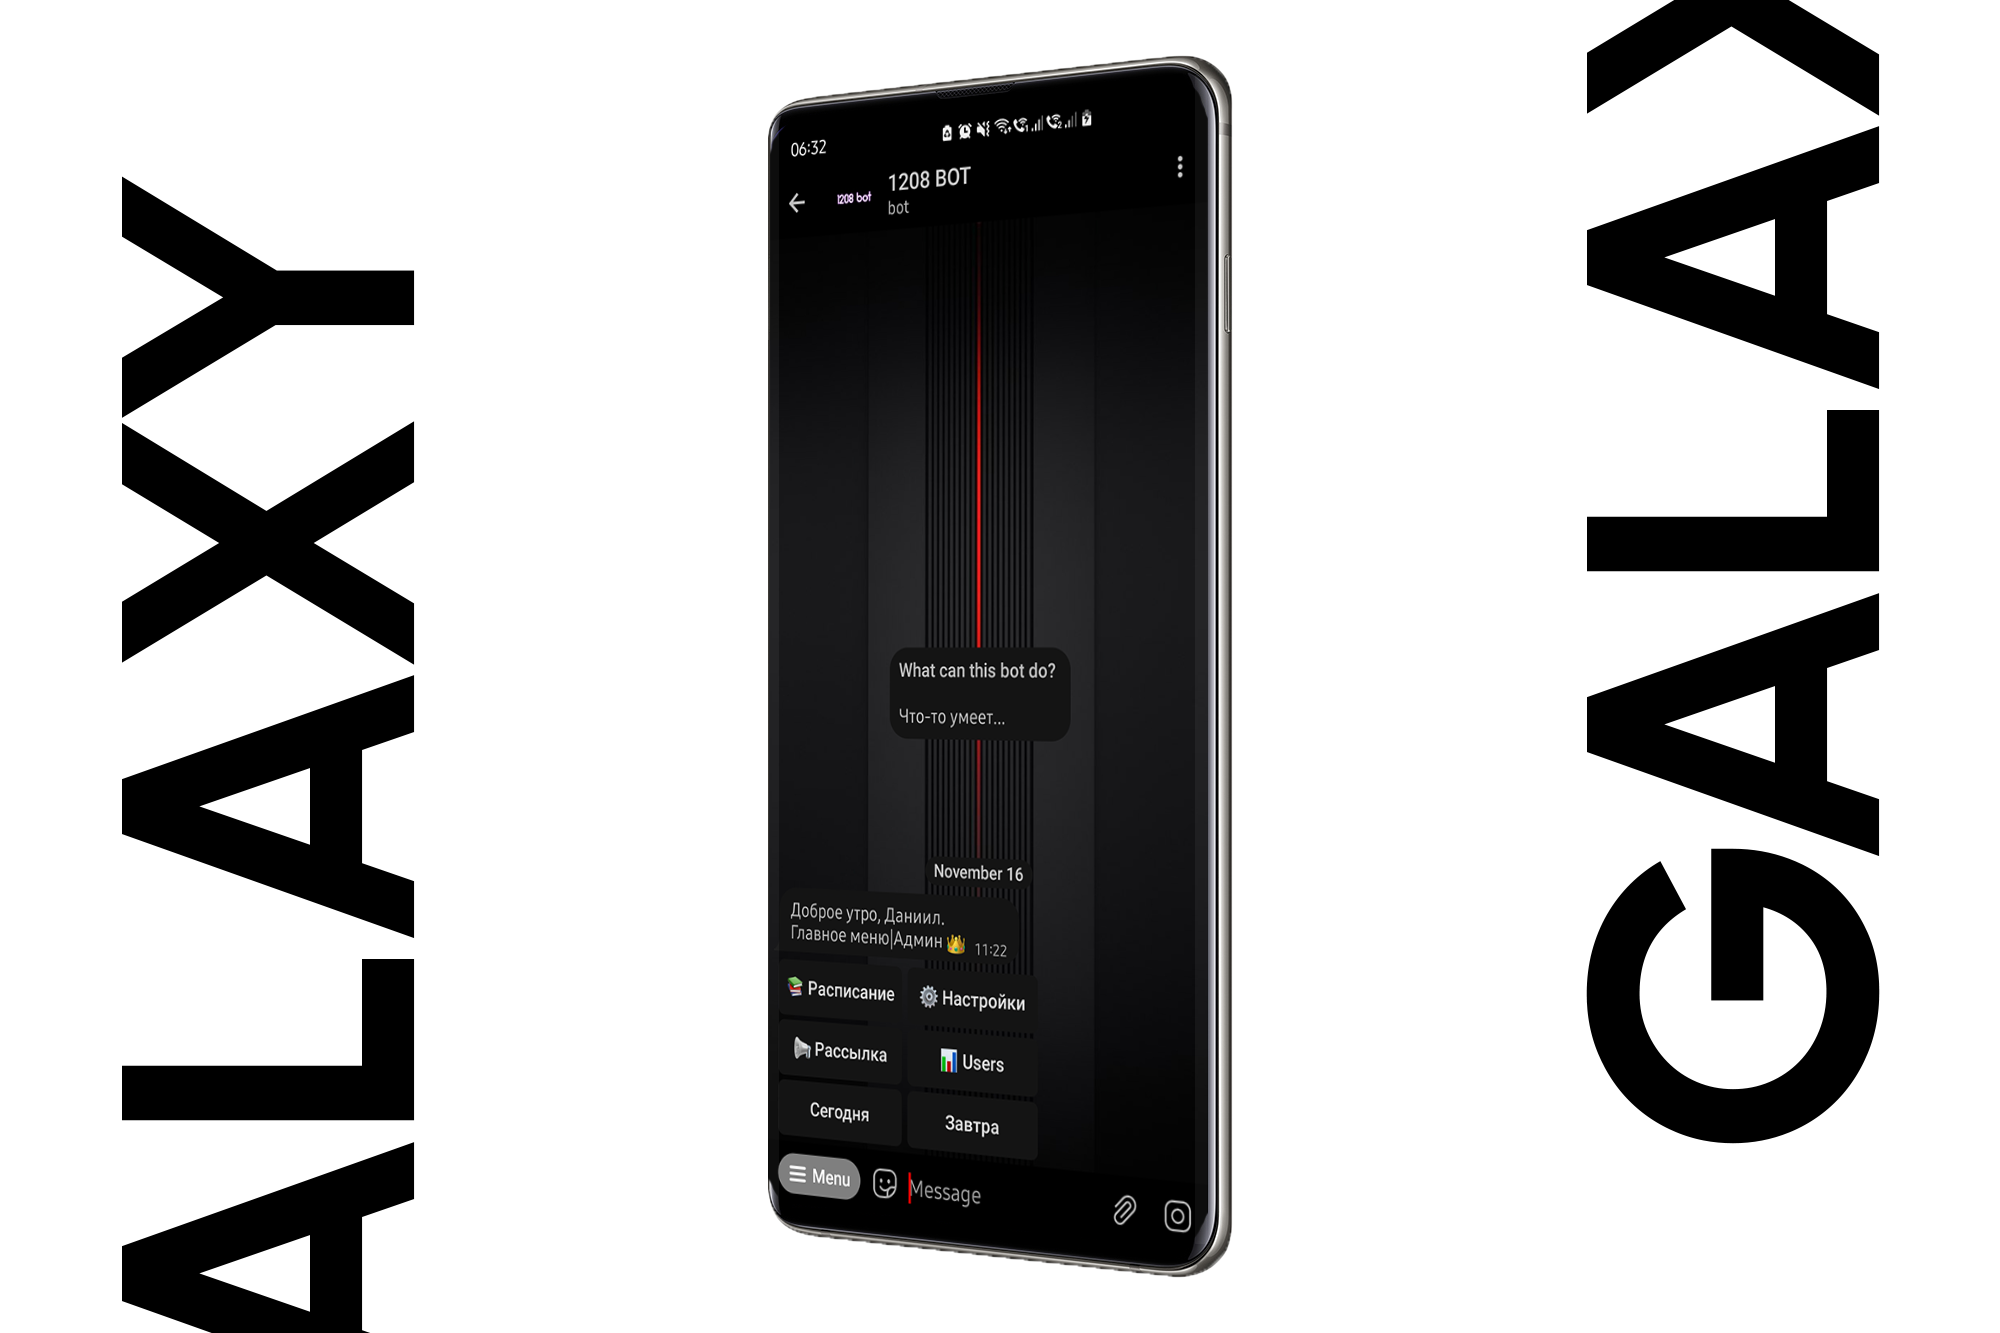 ALAXY
06:32
1208 bot
1208 BOT
bot
What can this bot do?
Что-то умеет...
November 16
Доброе утро, Даниил.
Главное меню|Админ 👑 11:22
📚 Расписание
⚙️ Настройки
📢 Рассылка
📊 Users
Сегодня
Завтра
Menu
Message
GALAX